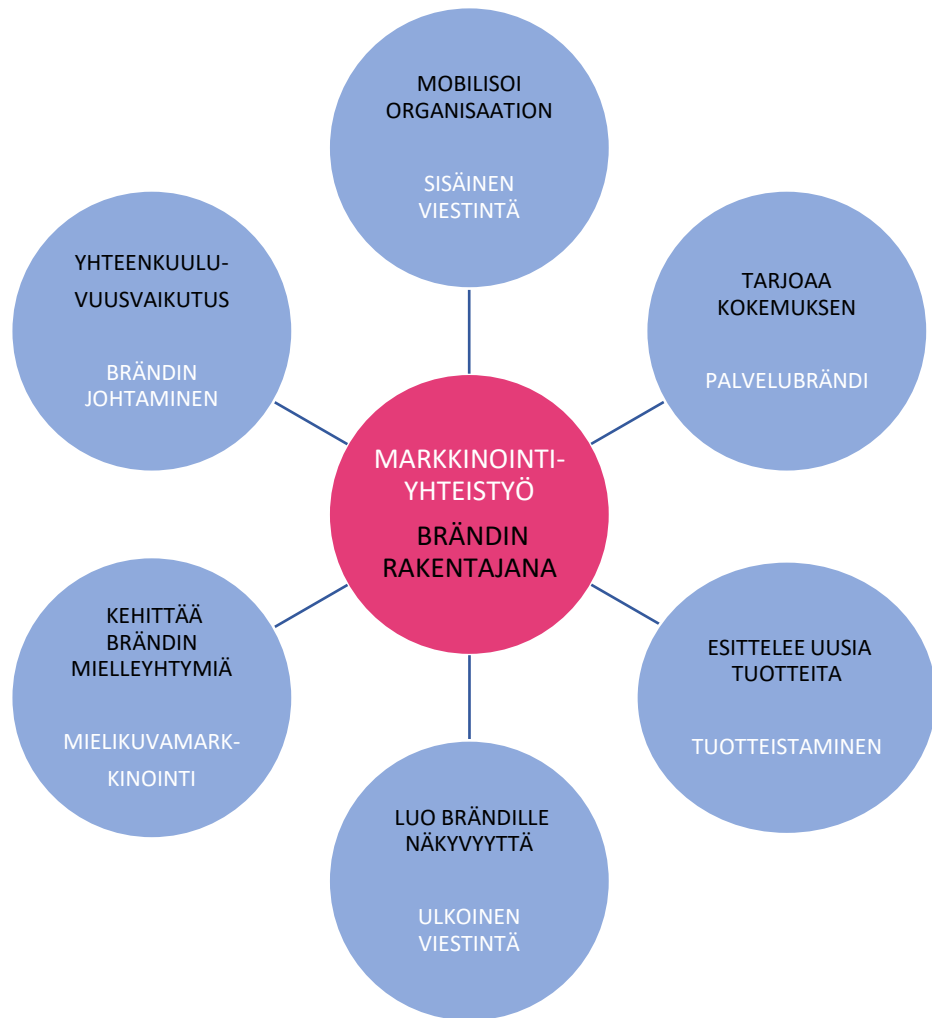 MOBILISOI
ORGANISAATION
SISÄINEN
VIESTINTÄ
TARJOAA
KOKEMUKSEN
PALVELUBRÄNDI
ESITTELEE UUSIA
TUOTTEITA
TUOTTEISTAMINEN
LUO BRÄNDILLE
NÄKYVYYTTÄ
ULKOINEN
VIESTINTÄ
KEHITTÄÄ
BRÄNDIN
MIELLEYHTYMIÄ
MIELIKUVAMARK-
KINOINTI
YHTEENKUULU-
VUUSVAIKUTUS
BRÄNDIN
JOHTAMINEN
MARKKINOINTI-
YHTEISTYÖ
BRÄNDIN
RAKENTAJANA